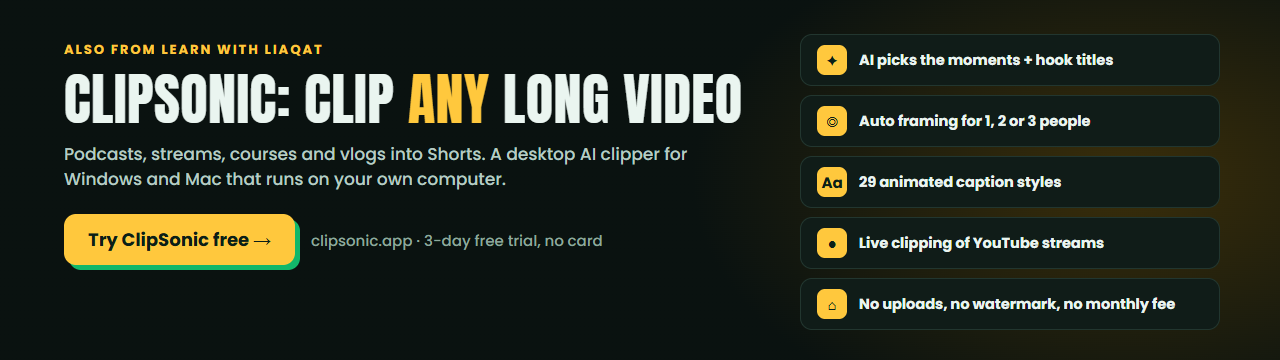 ALSO FROM LEARN WITH LIAQAT
CLIPSONIC: CLIP ANY LONG VIDEO
Podcasts, streams, courses and vlogs into Shorts. A desktop AI clipper for
Windows and Mac that runs on your own computer.
Try ClipSonic free →
clipsonic.app · 3-day free trial, no card
AI picks the moments + hook titles
Auto framing for 1, 2 or 3 people
Aa 29 animated caption styles
Live clipping of YouTube streams
No uploads, no watermark, no monthly fee